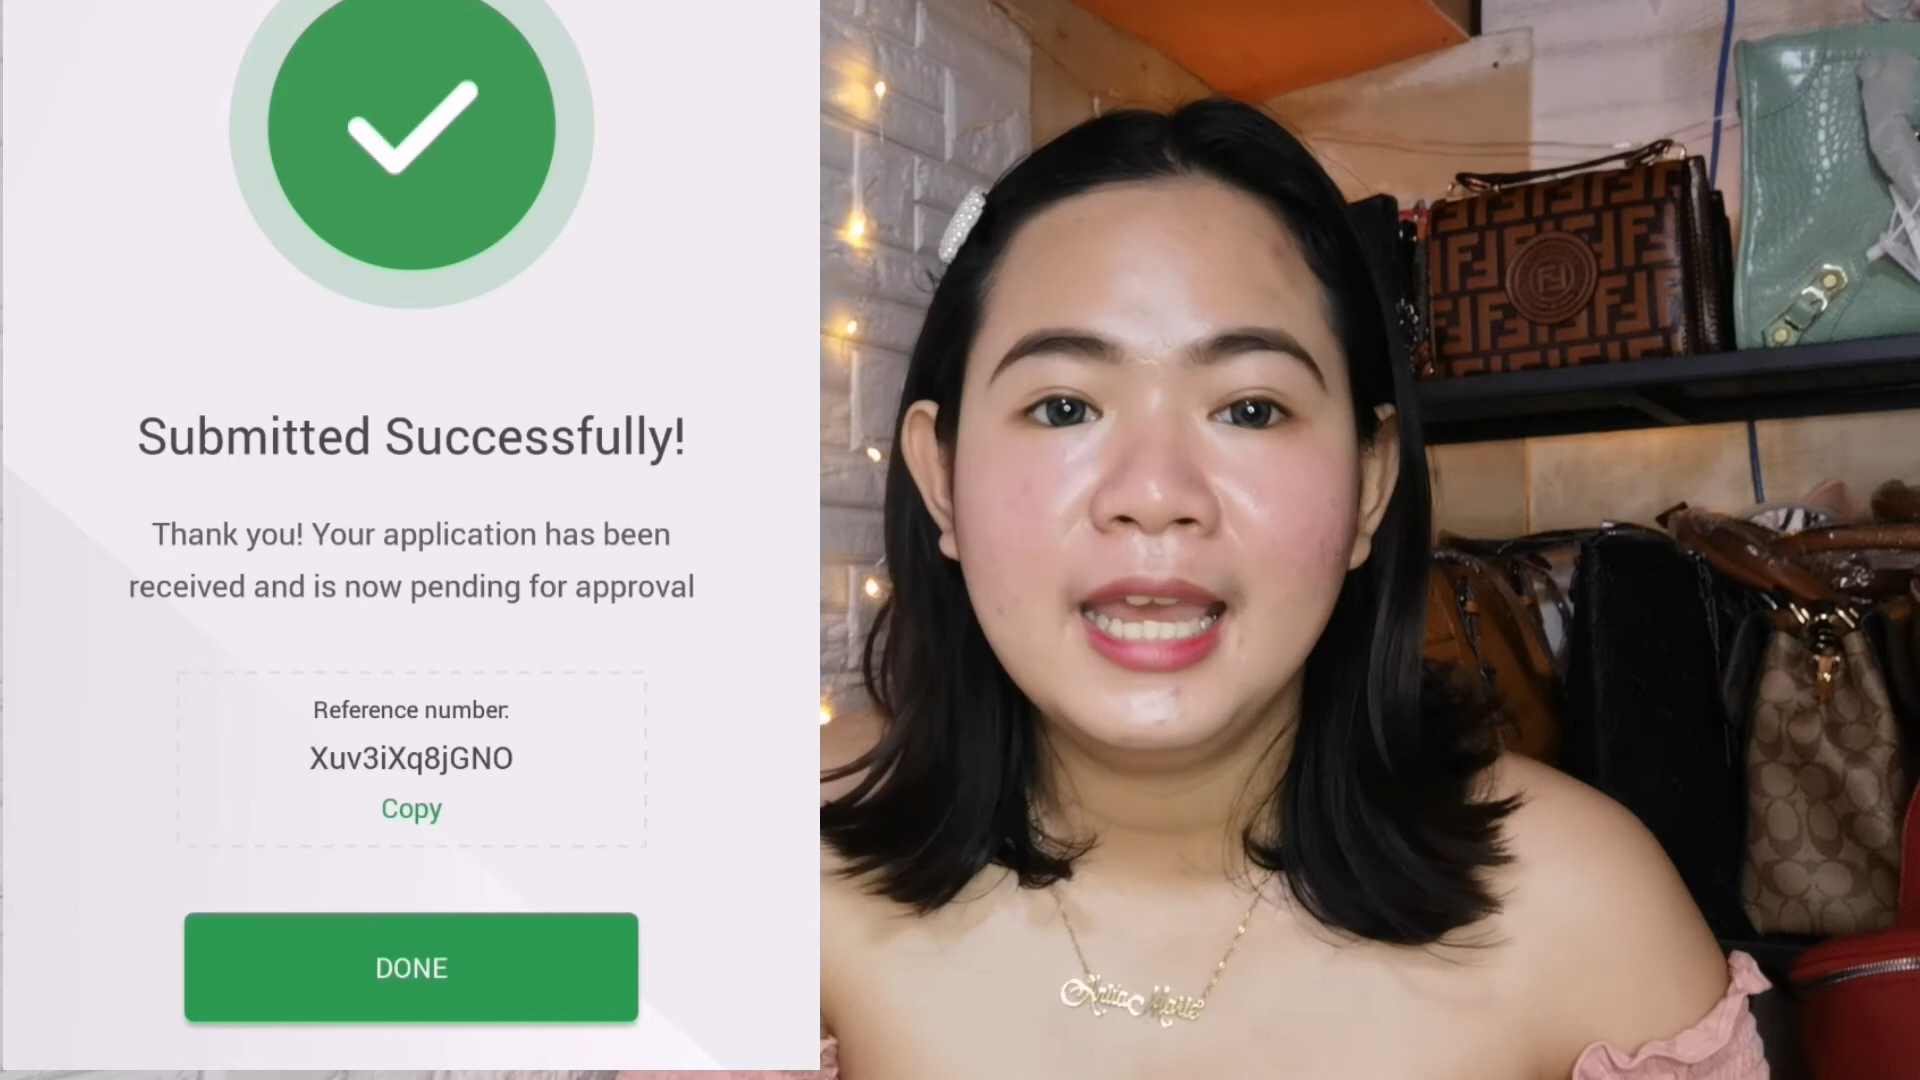 Submitted Successfully!
Thank you! Your application has been
received and is now pending for approval
Reference number:
Xuv3iXq8jGNO
Copy
DONE